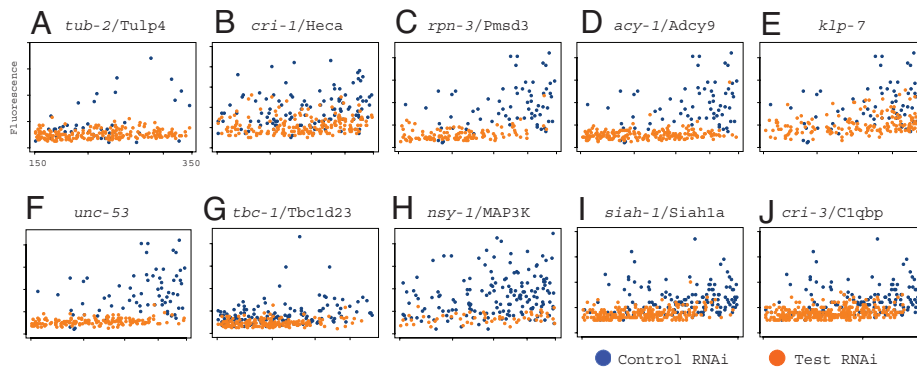 A tub-2/Tulp4
B cri-1/Heca
C rpn-3/Pmsd3
D acy-1/Adcy9
E klp-7
Fluorescence
150 350
F unc-53
G tbc-1/Tbc1d23
H nsy-1/MAP3K
I siah-1/Siah1a
J cri-3/C1qbp
Control RNAi
Test RNAi